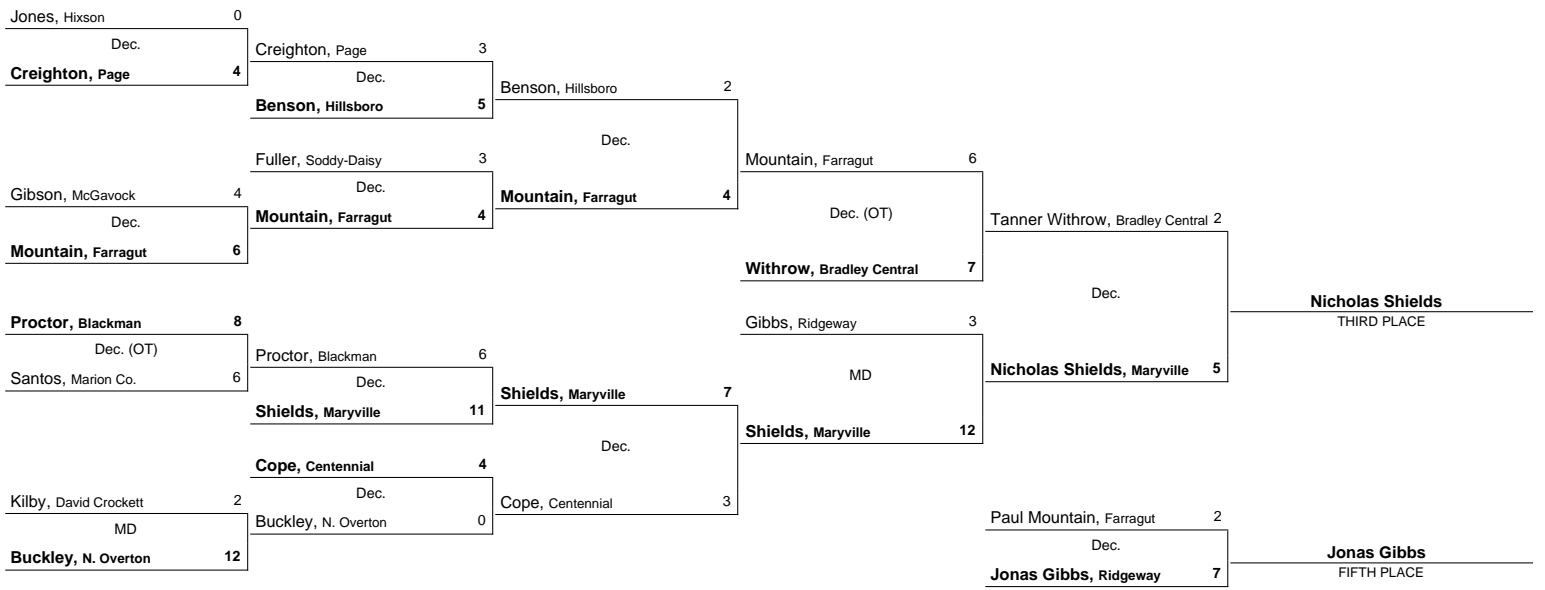 Jones, Hixson 0
Dec.
Creighton, Page 4
Gibson, McGavock 4
Dec.
Mountain, Farragut 6
Proctor, Blackman 8
Dec. (OT)
Santos, Marion Co. 6
Kilby, David Crockett 2
MD
Buckley, N. Overton 12
Creighton, Page 3
Dec.
Benson, Hillsboro 5
Fuller, Soddy-Daisy 3
Dec.
Mountain, Farragut 4
Proctor, Blackman 6
Dec.
Shields, Maryville 11
Cope, Centennial 4
Dec.
Buckley, N. Overton 0
Benson, Hillsboro 2
Dec.
Mountain, Farragut 4
Shields, Maryville 7
Dec.
Cope, Centennial 3
Mountain, Farragut 6
Dec. (OT)
Withrow, Bradley Central 7
Gibbs, Ridgeway 3
MD
Shields, Maryville 12
Tanner Withrow, Bradley Central 2
Dec.
Nicholas Shields, Maryville 5
Nicholas Shields
THIRD PLACE
Paul Mountain, Farragut 2
Dec.
Jonas Gibbs, Ridgeway 7
Jonas Gibbs
FIFTH PLACE